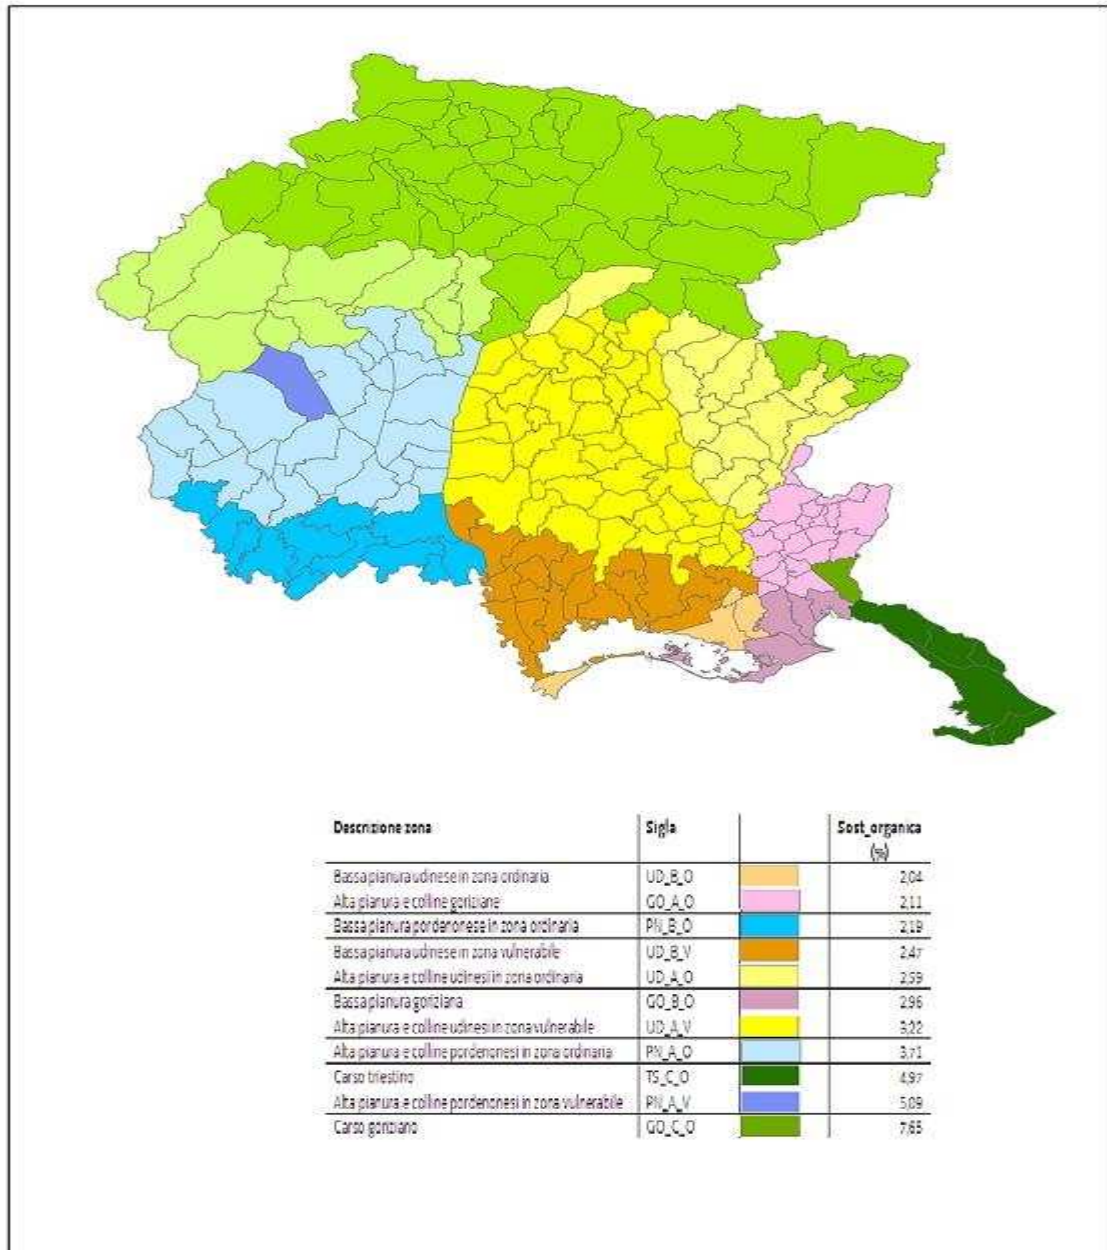 Descrizione zona Sigla Sost_organica
(%)
Bassa pianura udinese in zona ordinaria UD_B_O 2,04
Alta pianura e colline goriziane GO_A_O 2,11
Bassa pianura pordenonese in zona ordinaria PN_B_O 2,19
Bassa pianura udinese in zona vulnerabile UD_B_V 2,47
Alta pianura e colline udinesi in zona ordinaria UD_A_O 2,59
Bassa pianura goriziana GO_B_O 2,96
Alta pianura e colline udinesi in zona vulnerabile UD_A_V 3,22
Alta pianura e colline pordenonesi in zona ordinaria PN_A_O 3,71
Carso triestino TS_C_O 4,97
Alta pianura e colline pordenonesi in zona vulnerabile PN_A_V 5,09
Carso goriziano GO_C_O 7,65